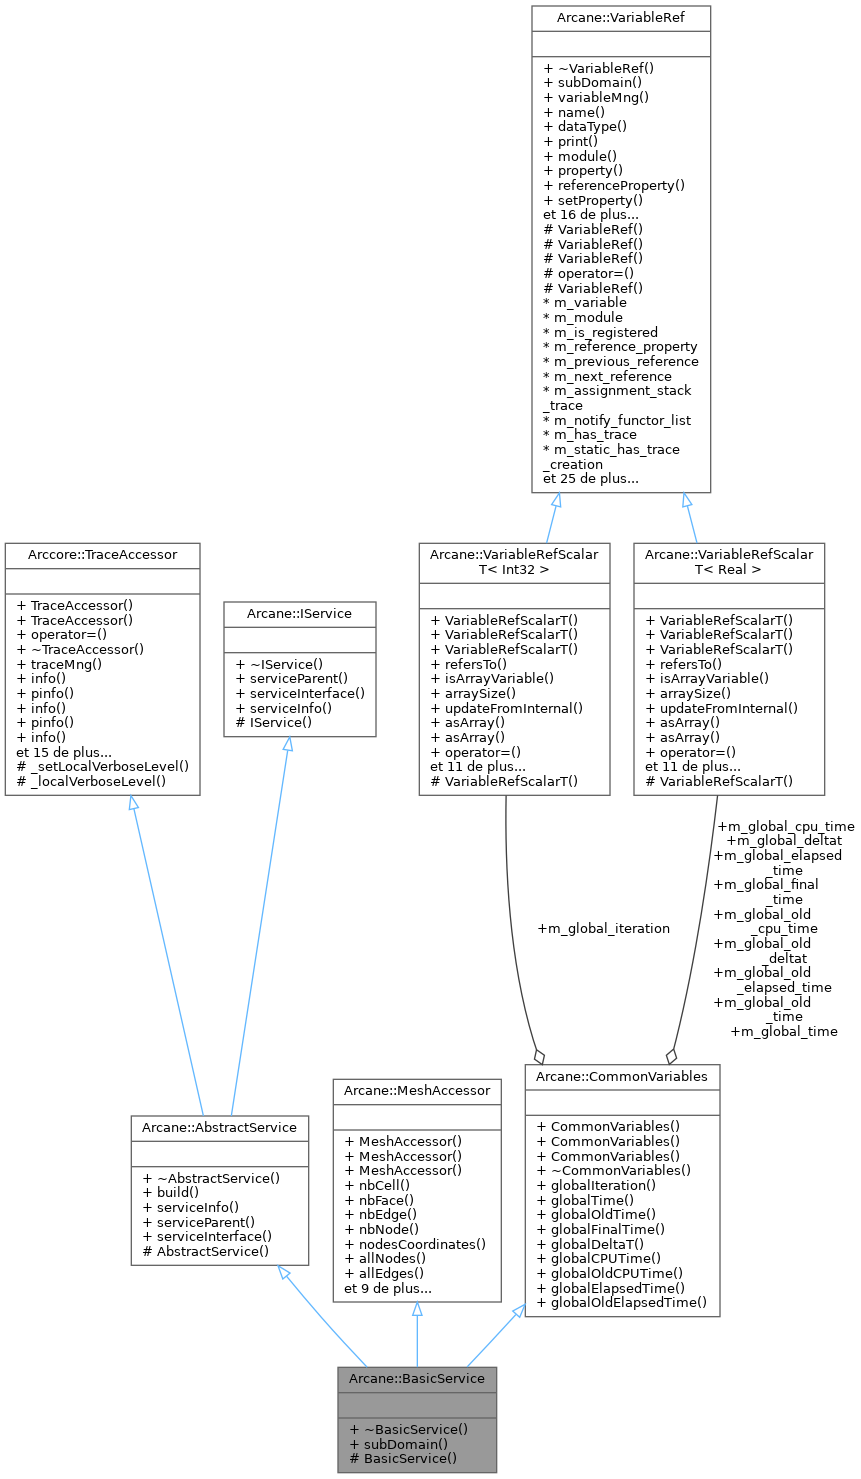 Arcane::VariableRef
+ ~VariableRef()
+ subDomain()
+ variableMng()
+ name()
+ dataType()
+ print()
+ module()
+ property()
+ referenceProperty()
+ setProperty()
et 16 de plus...
# VariableRef()
# VariableRef()
# VariableRef()
# operator=()
# VariableRef()
* m_variable
* m_module
* m_is_registered
* m_reference_property
* m_previous_reference
* m_next_reference
* m_assignment_stack
_trace
* m_notify_functor_list
* m_has_trace
* m_static_has_trace
_creation
et 25 de plus...
Arccore::TraceAccessor
+ TraceAccessor()
+ TraceAccessor()
+ operator=()
+ ~TraceAccessor()
+ traceMng()
+ info()
+ pinfo()
+ info()
+ pinfo()
+ info()
et 15 de plus...
# _setLocalVerboseLevel()
# _localVerboseLevel()
Arcane::IService
+ ~IService()
+ serviceParent()
+ serviceInterface()
+ serviceInfo()
# IService()
Arcane::VariableRefScalar
T< Int32 >
+ VariableRefScalarT()
+ VariableRefScalarT()
+ VariableRefScalarT()
+ refersTo()
+ isArrayVariable()
+ arraySize()
+ updateFromInternal()
+ asArray()
+ asArray()
+ operator=()
et 11 de plus...
# VariableRefScalarT()
Arcane::VariableRefScalar
T< Real >
+ VariableRefScalarT()
+ VariableRefScalarT()
+ VariableRefScalarT()
+ refersTo()
+ isArrayVariable()
+ arraySize()
+ updateFromInternal()
+ asArray()
+ asArray()
+ operator=()
et 11 de plus...
# VariableRefScalarT()
+m_global_iteration
+m_global_cpu_time
+m_global_deltat
+m_global_elapsed
_time
+m_global_final
_time
+m_global_old
_cpu_time
+m_global_old
_deltat
+m_global_old
_elapsed_time
+m_global_old
_time
+m_global_time
Arcane::AbstractService
+ ~AbstractService()
+ build()
+ serviceInfo()
+ serviceParent()
+ serviceInterface()
# AbstractService()
Arcane::MeshAccessor
+ MeshAccessor()
+ MeshAccessor()
+ MeshAccessor()
+ nbCell()
+ nbFace()
+ nbEdge()
+ nbNode()
+ nodesCoordinates()
+ allNodes()
+ allEdges()
et 9 de plus...
Arcane::CommonVariables
+ CommonVariables()
+ CommonVariables()
+ CommonVariables()
+ ~CommonVariables()
+ globalIteration()
+ globalTime()
+ globalOldTime()
+ globalFinalTime()
+ globalDeltaT()
+ globalCPUTime()
+ globalOldCPUTime()
+ globalElapsedTime()
+ globalOldElapsedTime()
Arcane::BasicService
+ ~BasicService()
+ subDomain()
# BasicService()